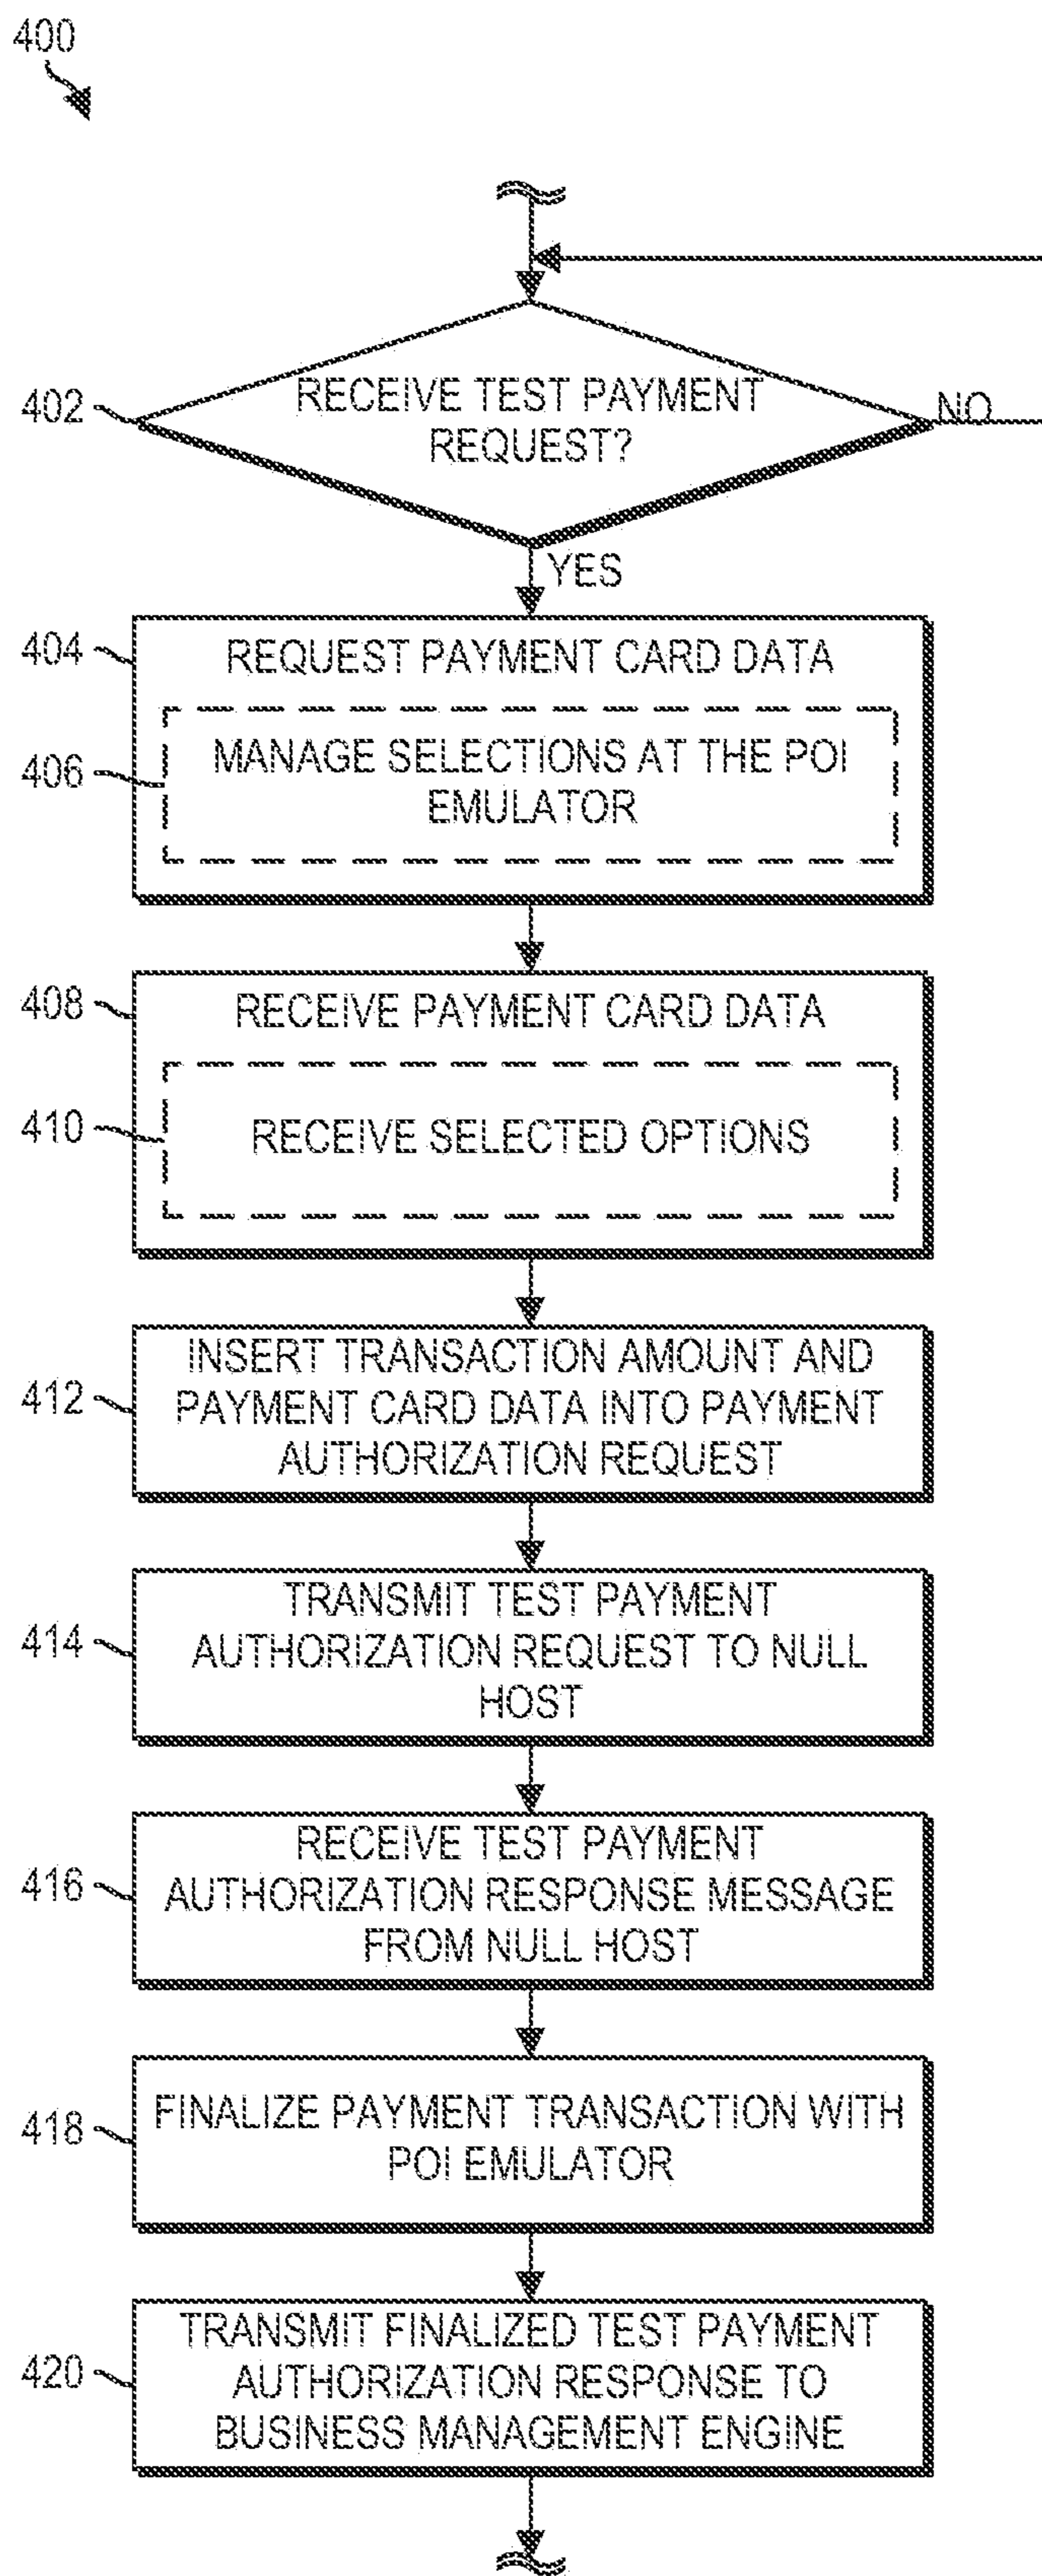 400
402
RECEIVE TEST PAYMENT
REQUEST?
NO
YES
404
REQUEST PAYMENT CARD DATA
406
MANAGE SELECTIONS AT THE POI
EMULATOR
408
RECEIVE PAYMENT CARD DATA
410
RECEIVE SELECTED OPTIONS
412
INSERT TRANSACTION AMOUNT AND
PAYMENT CARD DATA INTO PAYMENT
AUTHORIZATION REQUEST
414
TRANSMIT TEST PAYMENT
AUTHORIZATION REQUEST TO NULL
HOST
416
RECEIVE TEST PAYMENT
AUTHORIZATION RESPONSE MESSAGE
FROM NULL HOST
418
FINALIZE PAYMENT TRANSACTION WITH
POI EMULATOR
420
TRANSMIT FINALIZED TEST PAYMENT
AUTHORIZATION RESPONSE TO
BUSINESS MANAGEMENT ENGINE